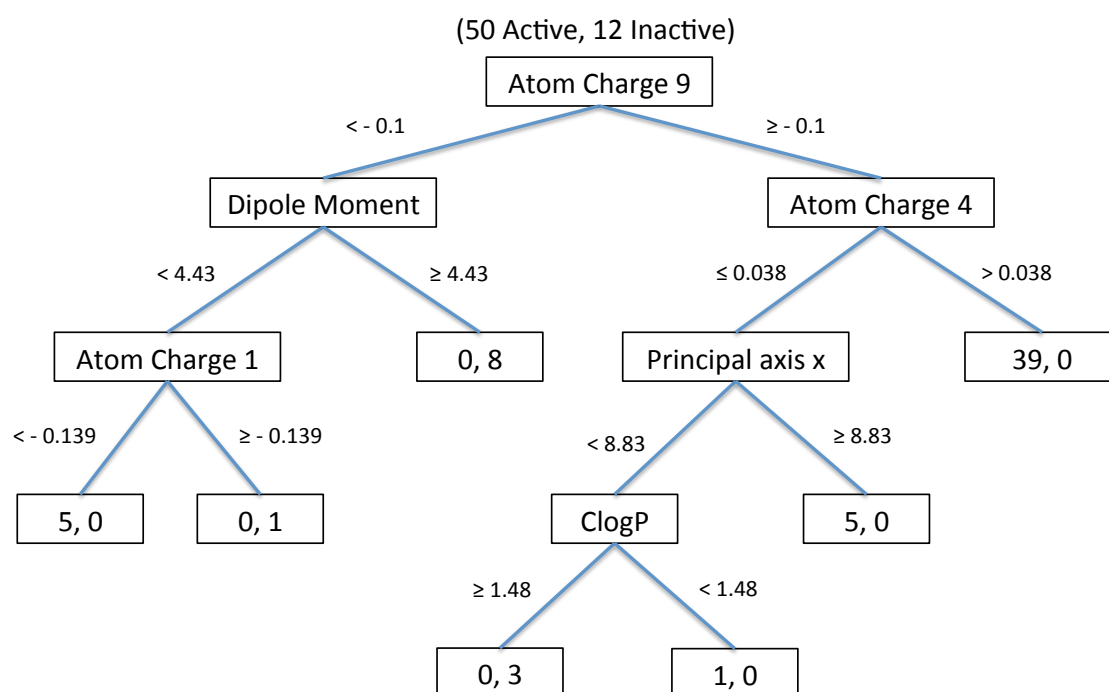 (50 Active, 12 Inactive)
Atom Charge 9
< - 0.1
≥ - 0.1
Dipole Moment
Atom Charge 4
< 4.43
≥ 4.43
≤ 0.038
> 0.038
Atom Charge 1
0, 8
Principal axis x
39, 0
< - 0.139
≥ - 0.139
< 8.83
≥ 8.83
5, 0
0, 1
ClogP
5, 0
≥ 1.48
< 1.48
0, 3
1, 0